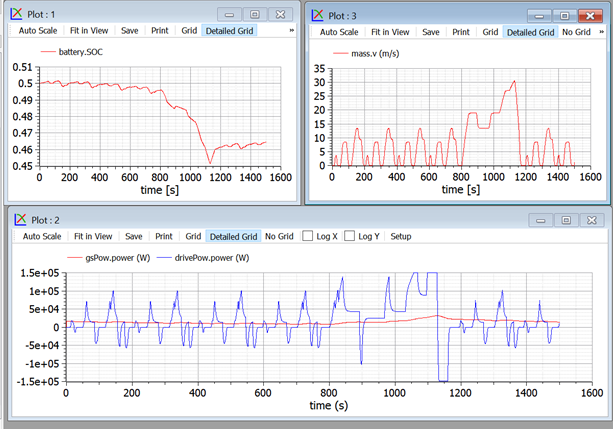 Plot : 1
Auto Scale Fit in View Save Print Grid Detailed Grid »
battery.SOC
0.51
0.5
0.49
0.48
0.47
0.46
0.45
0 200 400 600 800 1000 1200 1400 1600
time [s]
Plot : 3
Auto Scale Fit in View Save Print Grid Detailed Grid No Grid »
mass.v (m/s)
35
30
25
20
15
10
5
0
0 200 400 600 800 1000 1200 1400 1600
time [s]
Plot : 2
Auto Scale Fit in View Save Print Grid Detailed Grid No Grid Log X Log Y Setup
gsPow.power (W) drivePow.power (W)
1.5e+05
1e+05
5e+04
0
-5e+04
-1e+05
-1.5e+05
0 200 400 600 800 1000 1200 1400 1600
time (s)